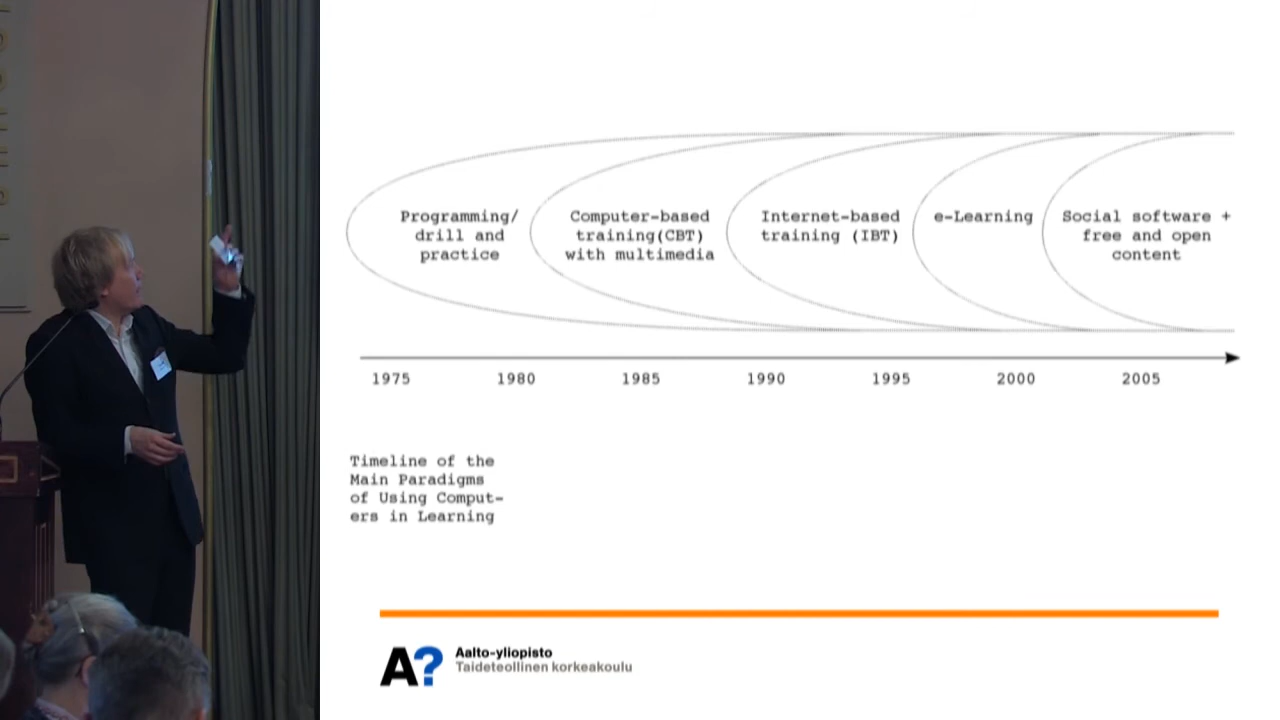 Programming/
drill and
practice
Computer-based
training(CBT)
with multimedia
Internet-based
training (IBT)
e-Learning
Social software +
free and open
content
1975 1980 1985 1990 1995 2000 2005
Timeline of the
Main Paradigms
of Using Comput-
ers in Learning
A?
Aalto-yliopisto
Taideteollinen korkeakoulu